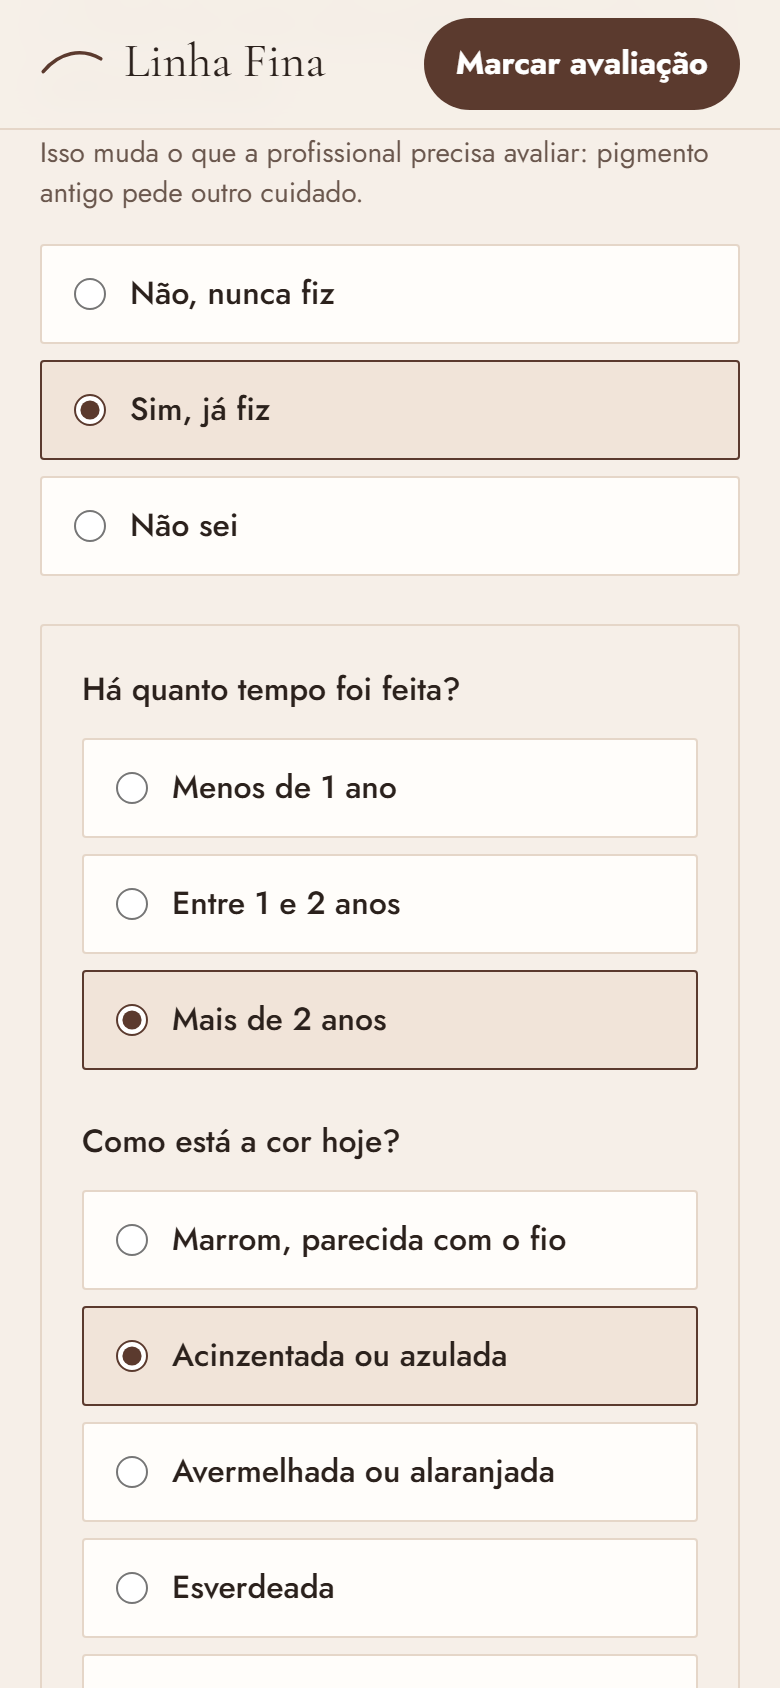 Linha Fina
Marcar avaliação
Isso muda o que a profissional precisa avaliar: pigmento
antigo pede outro cuidado.
Não, nunca fiz
Sim, já fiz
Não sei
Há quanto tempo foi feita?
Menos de 1 ano
Entre 1 e 2 anos
Mais de 2 anos
Como está a cor hoje?
Marrom, parecida com o fio
Acinzentada ou azulada
Avermelhada ou alaranjada
Esverdeada